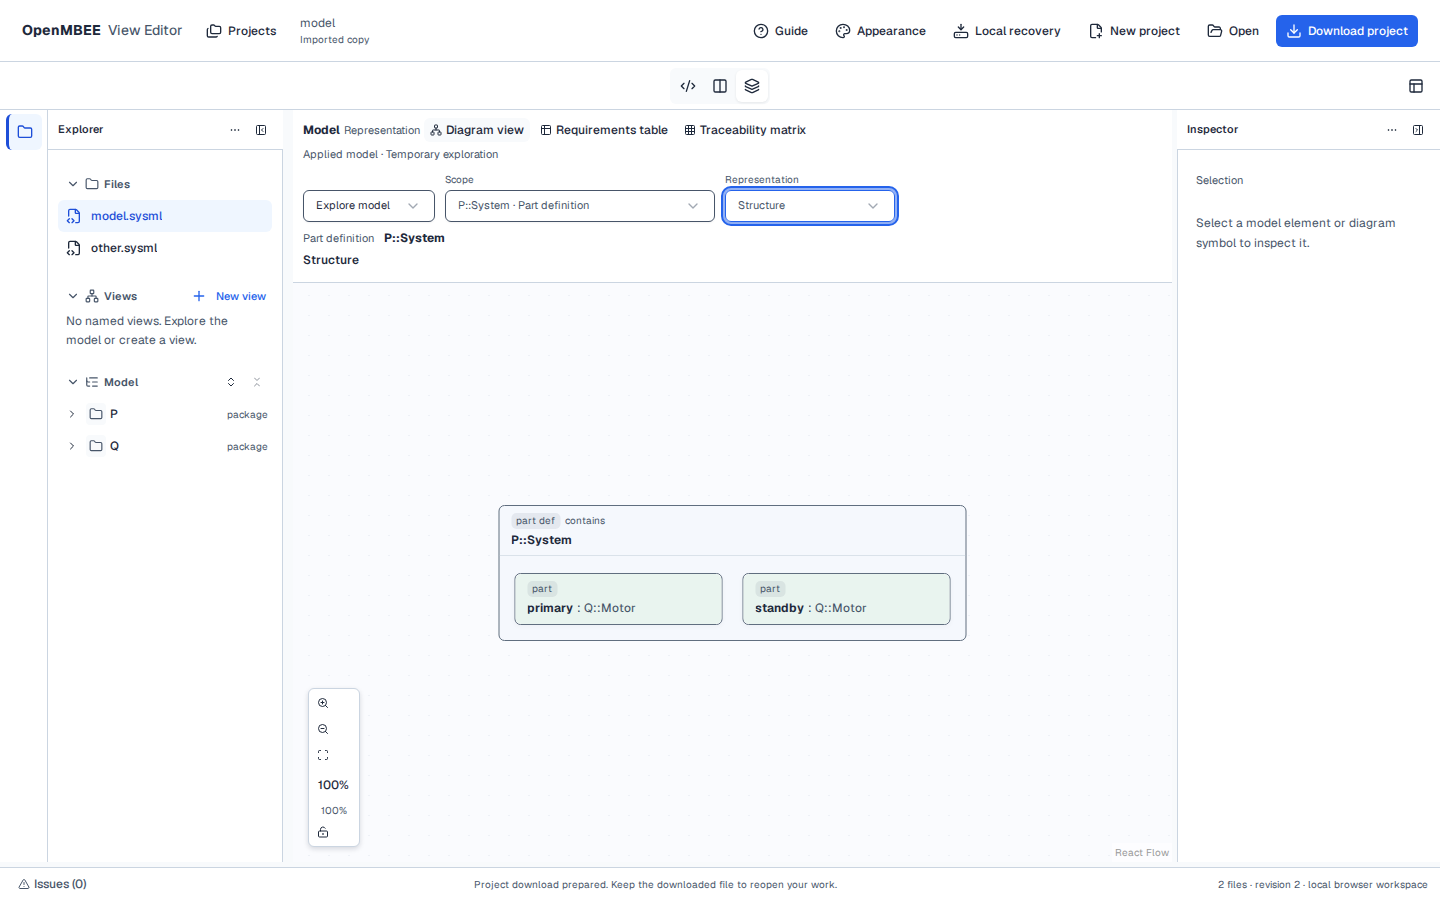 OpenMBEE View Editor
Projects
model
Imported copy
Guide
Appearance
Local recovery
New project
Open
Download project
Explorer
Files
model.sysml
other.sysml
Views
New view
No named views. Explore the
model or create a view.
Model
P package
Q package
Model Representation Diagram view Requirements table Traceability matrix
Applied model · Temporary exploration
Scope
Representation
Explore model
P::System · Part definition
Structure
Part definition P::System
Structure
part def contains
P::System
part
primary : Q::Motor
part
standby : Q::Motor
100%
100%
React Flow
Inspector
Selection
Select a model element or diagram
symbol to inspect it.
Issues (0)
Project download prepared. Keep the downloaded file to reopen your work.
2 files · revision 2 · local browser workspace